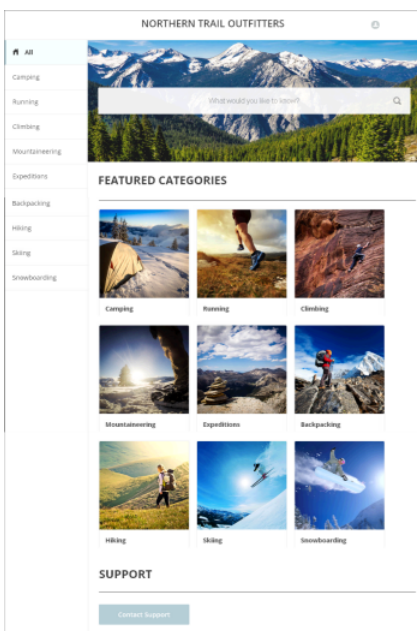 NORTHERN TRAIL OUTFITTERS
All
Camping
Running
Climbing
Mountaineering
Expeditions
Backpacking
Hiking
Skiing
Snowboarding
What would you like to know?
FEATURED CATEGORIES
Camping
Running
Climbing
Mountaineering
Expeditions
Backpacking
Hiking
Skiing
Snowboarding
SUPPORT
Contact Support